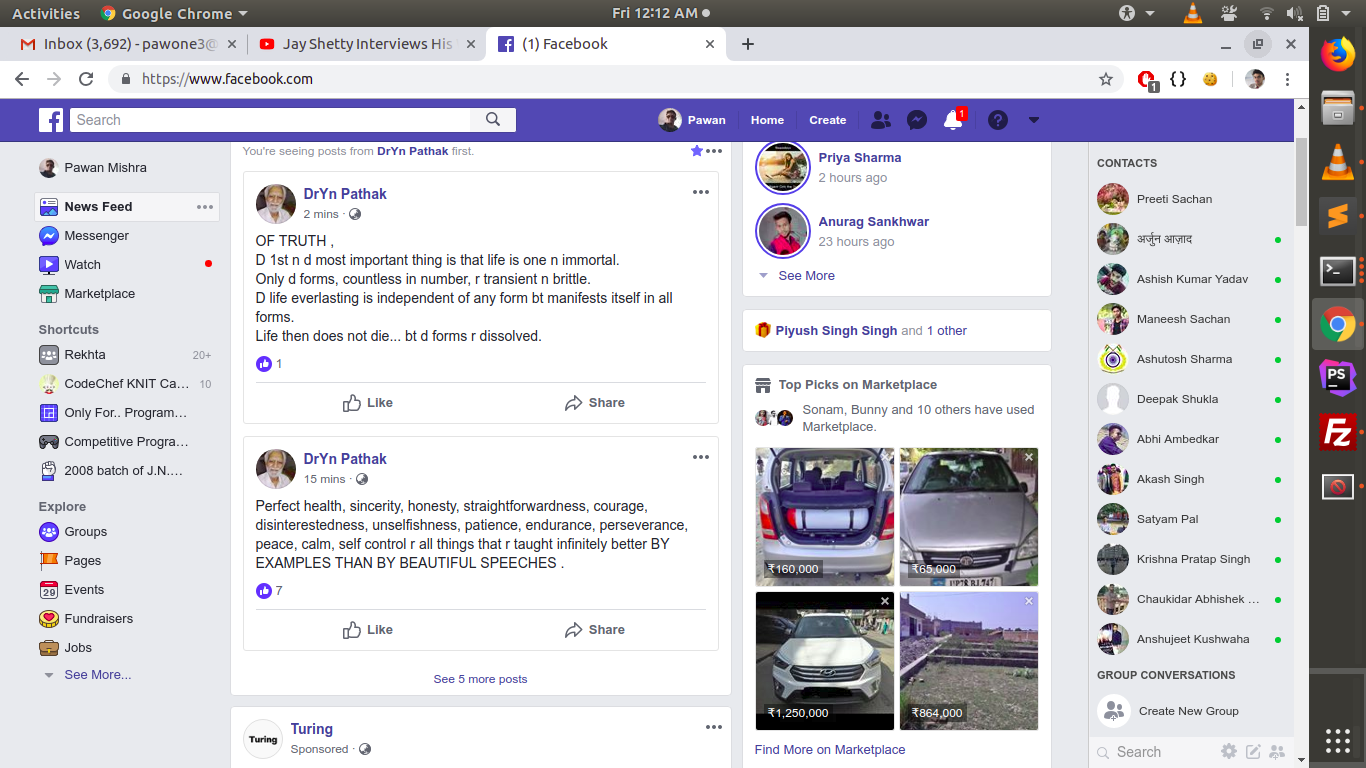 Activities
Google Chrome
Fri 12:12 AM
Inbox (3,692) - pawone3@
Jay Shetty Interviews His
(1) Facebook
https://www.facebook.com
1
Search
Pawan
Home
Create
1
Pawan Mishra
News Feed
Messenger
Watch
Marketplace
Shortcuts
Rekhta
20+
CodeChef KNIT Ca...
10
Only For.. Program...
Competitive Progra...
2008 batch of J.N....
Explore
Groups
Pages
29
Events
Fundraisers
Jobs
See More...
You're seeing posts from DrYn Pathak first.
DrYn Pathak
2 mins ·
OF TRUTH ,
D 1st n d most important thing is that life is one n immortal.
Only d forms, countless in number, r transient n brittle.
D life everlasting is independent of any form bt manifests itself in all
forms.
Life then does not die... bt d forms r dissolved.
1
Like
Share
DrYn Pathak
15 mins ·
Perfect health, sincerity, honesty, straightforwardness, courage,
disinterestedness, unselfishness, patience, endurance, perseverance,
peace, calm, self control r all things that r taught infinitely better BY
EXAMPLES THAN BY BEAUTIFUL SPEECHES .
7
Like
Share
See 5 more posts
Turing
Turing
Sponsored ·
Priya Sharma
2 hours ago
Anurag Sankhwar
23 hours ago
See More
Piyush Singh Singh and 1 other
Top Picks on Marketplace
Sonam, Bunny and 10 others have used
Marketplace.
₹160,000
₹65,000
₹1,250,000
₹864,000
Find More on Marketplace
CONTACTS
Preeti Sachan
अर्जुन आज़ाद
Ashish Kumar Yadav
Maneesh Sachan
Ashutosh Sharma
Deepak Shukla
Abhi Ambedkar
Akash Singh
Satyam Pal
Krishna Pratap Singh
Chaukidar Abhishek ...
Anshujeet Kushwaha
GROUP CONVERSATIONS
Create New Group
Search
PS
FZ